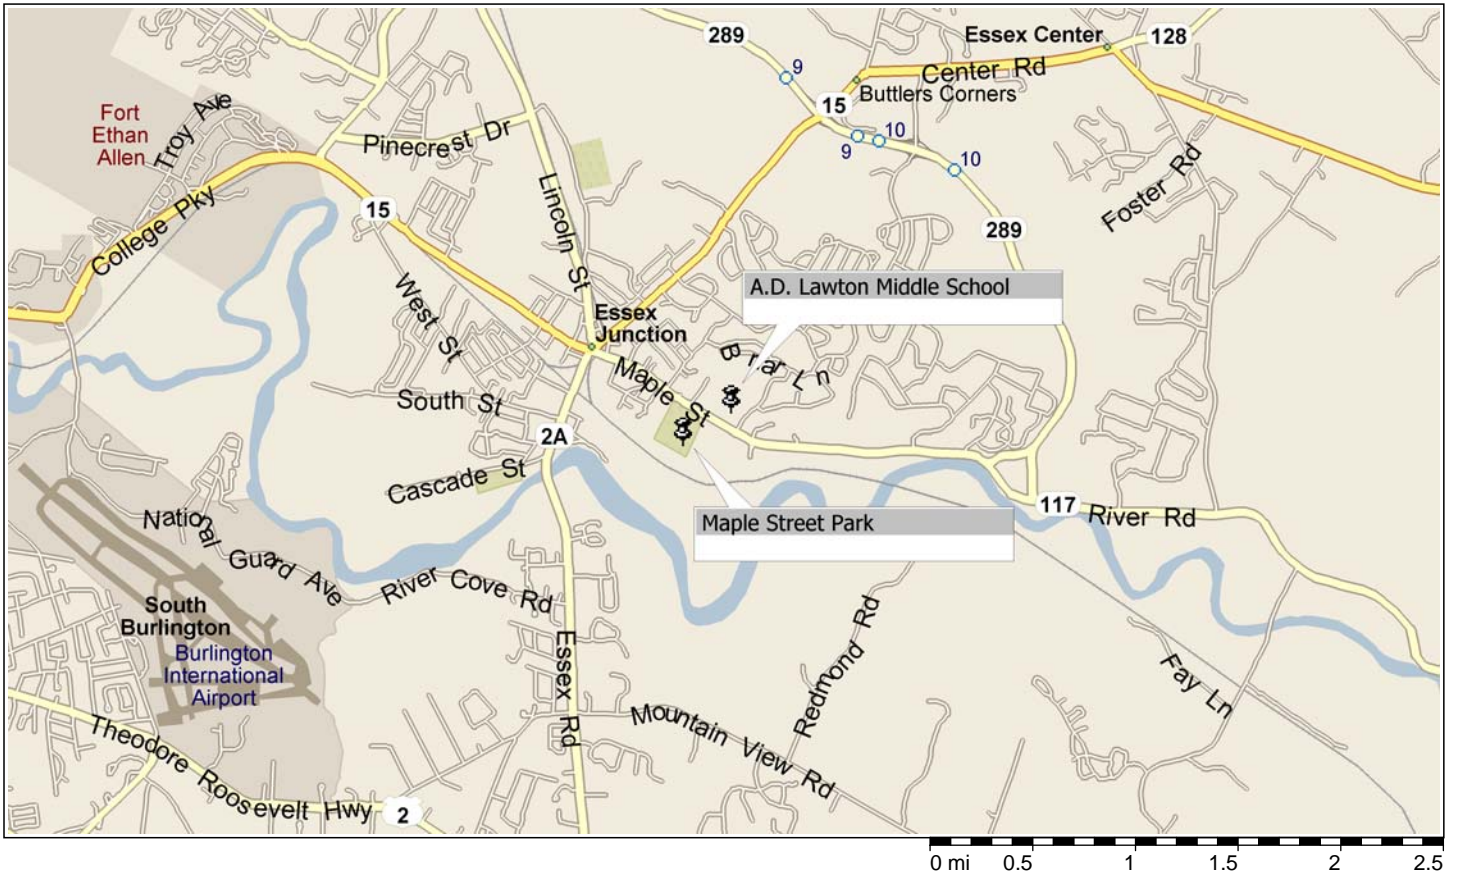 289
Essex Center
128
9
Center Rd
Buttlers Corners
15
Fort
Ethan
Allen
Troy Ave
Pinecrest Dr
10
9
10
Foster Rd
Lincoln St
College Pky
15
289
A.D. Lawton Middle School
West St
Essex
Junction
Briar Ln
Maple St
South St
2A
Cascade St
Maple Street Park
117
River Rd
National Guard Ave
River Cove Rd
South
Burlington
Burlington
International
Airport
Essex Rd
Redmond Rd
Fay Ln
Mountain View Rd
Theodore Roosevelt Hwy
2
0 mi 0.5 1 1.5 2 2.5